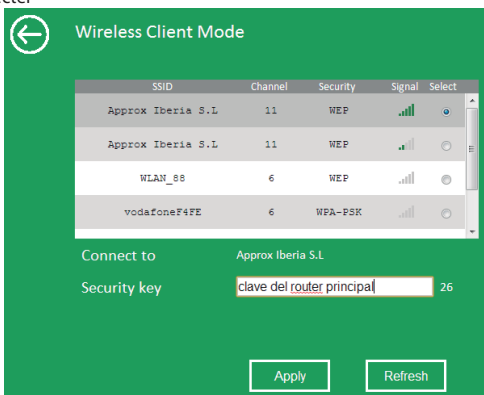 Wireless Client Mode
SSID Channel Security Signal Select
Approx Iberia S.L 11 WEP
Approx Iberia S.L 11 WEP
WLAN_88 6 WEP
vodafoneF4FE 6 WPA-PSK
Connect to Approx Iberia S.L
Security key clave del router principal 26
Apply Refresh